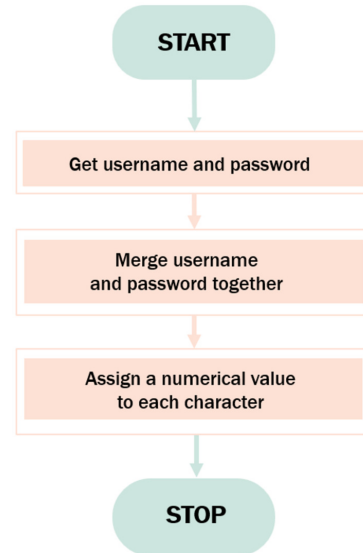 START
Get username and password
Merge username
and password together
Assign a numerical value
to each character
STOP